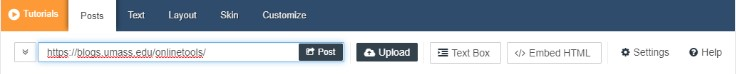 Tutorials Posts Text Layout Skin Customize
https://blogs.umass.edu/onlinetools/ Post Upload Text Box </> Embed HTML Settings Help